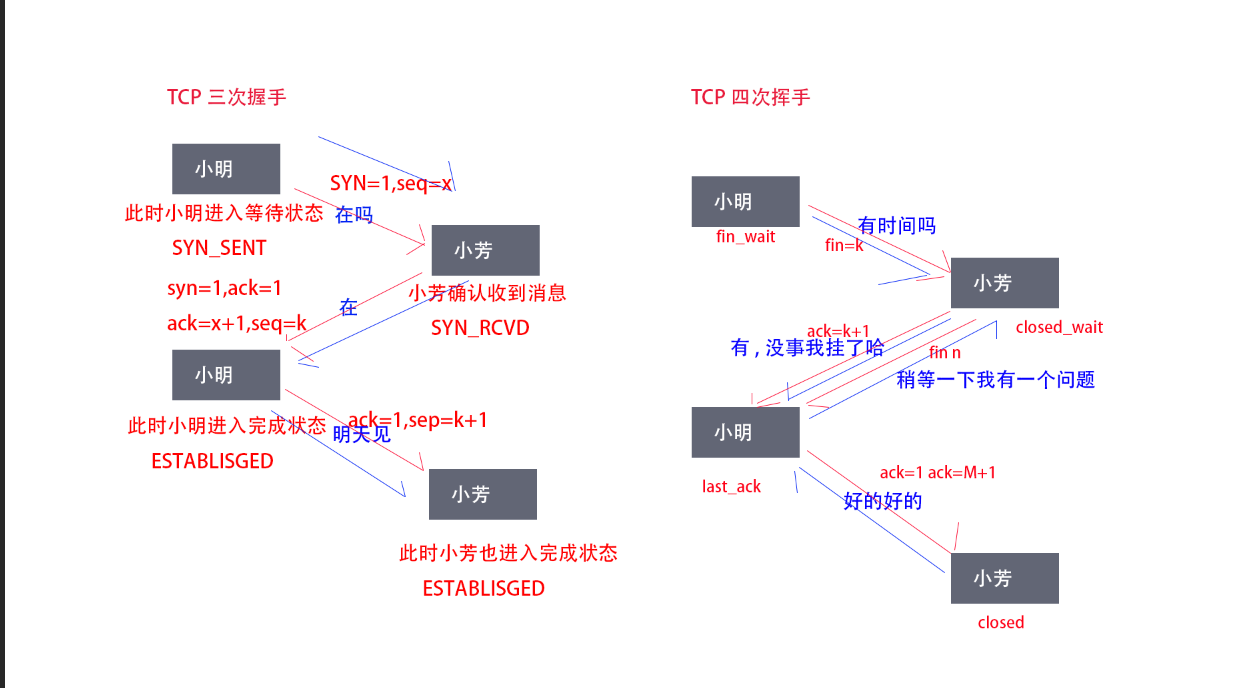 TCP 三次握手
小明
SYN=1,seq=x
此时小明进入等待状态
在吗
SYN_SENT
小芳
syn=1,ack=1
小芳确认收到消息
在
ack=x+1,seq=k
SYN_RCVD
小明
此时小明进入完成状态
ack=1,sep=k+1
明天见
ESTABLISGED
小芳
此时小芳也进入完成状态
ESTABLISGED
TCP 四次挥手
小明
有时间吗
fin_wait
fin=k
小芳
closed_wait
ack=k+1
有，没事我挂了哈
fin n
稍等一下我有一个问题
小明
last_ack
ack=1 ack=M+1
好的好的
小芳
closed